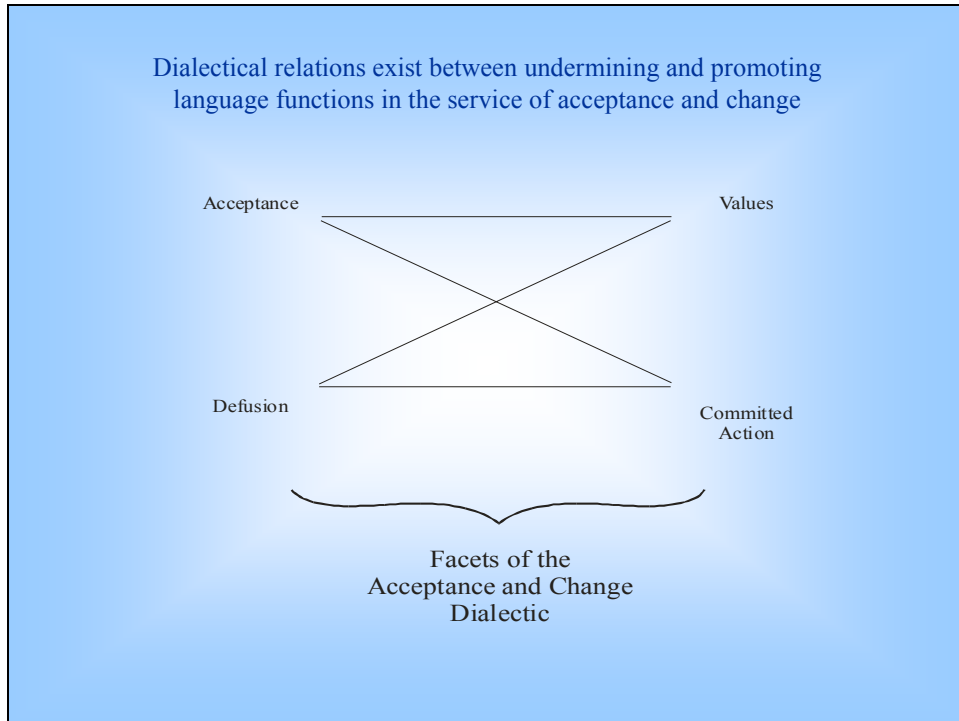 Dialectical relations exist between undermining and promoting
language functions in the service of acceptance and change
Acceptance
Values
Defusion
Committed
Action
Facets of the
Acceptance and Change
Dialectic